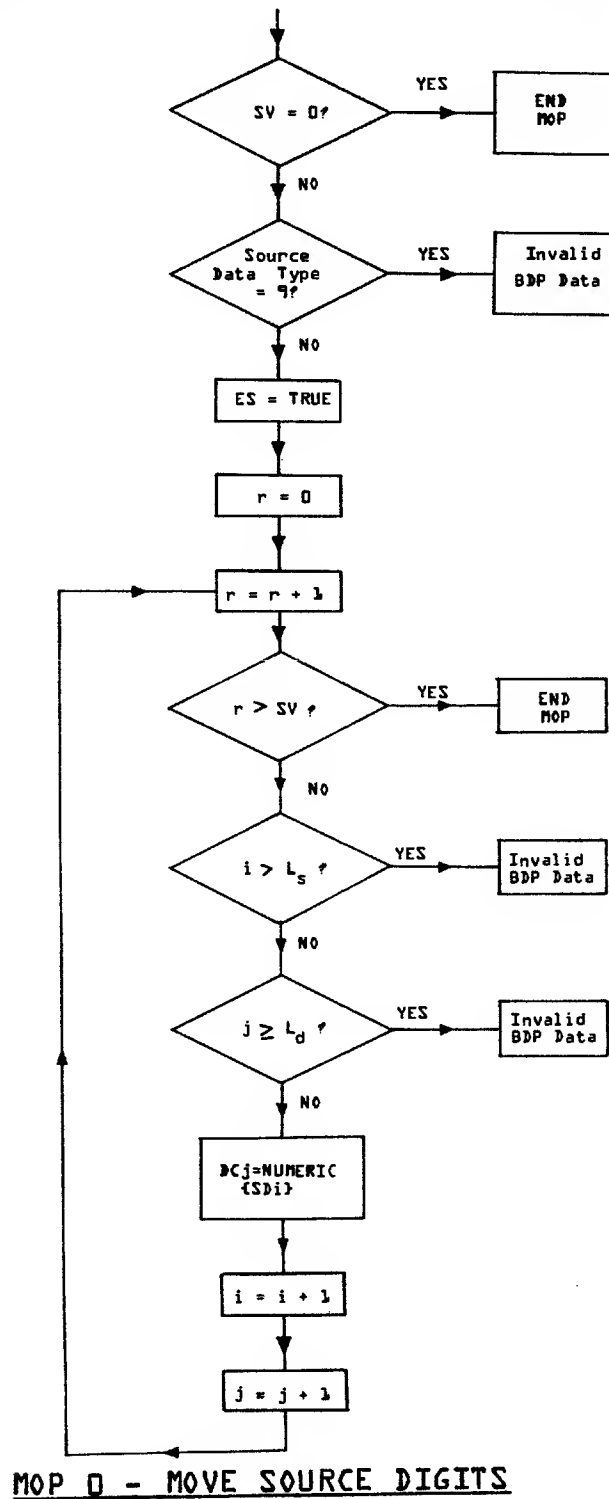 SV = 0?
YES
END
MOP
NO
Source
Data Type
= 9?
YES
Invalid
BDP Data
NO
ES = TRUE
r = 0
r = r + 1
r > SV ?
YES
END
MOP
NO
i > Ls ?
YES
Invalid
BDP Data
NO
j ≥ Ld ?
YES
Invalid
BDP Data
NO
DCj=NUMERIC
{SDi}
i = i + 1
j = j + 1
MOP 0 - MOVE SOURCE DIGITS